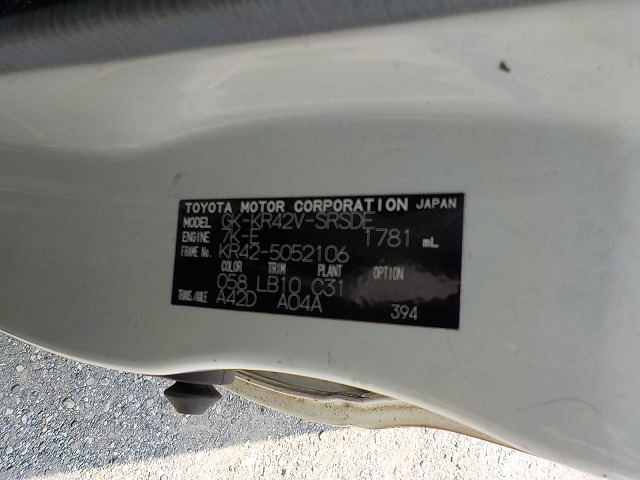 TOYOTA MOTOR CORPORATION JAPAN
MODEL GK-KR42V-SRSDE
ENGINE 7K-E 1781 mL
FRAME No. KR42-5052106
COLOR TRIM PLANT OPTION
058 LB10 C31
TRANS./AXLE A42D A04A 394